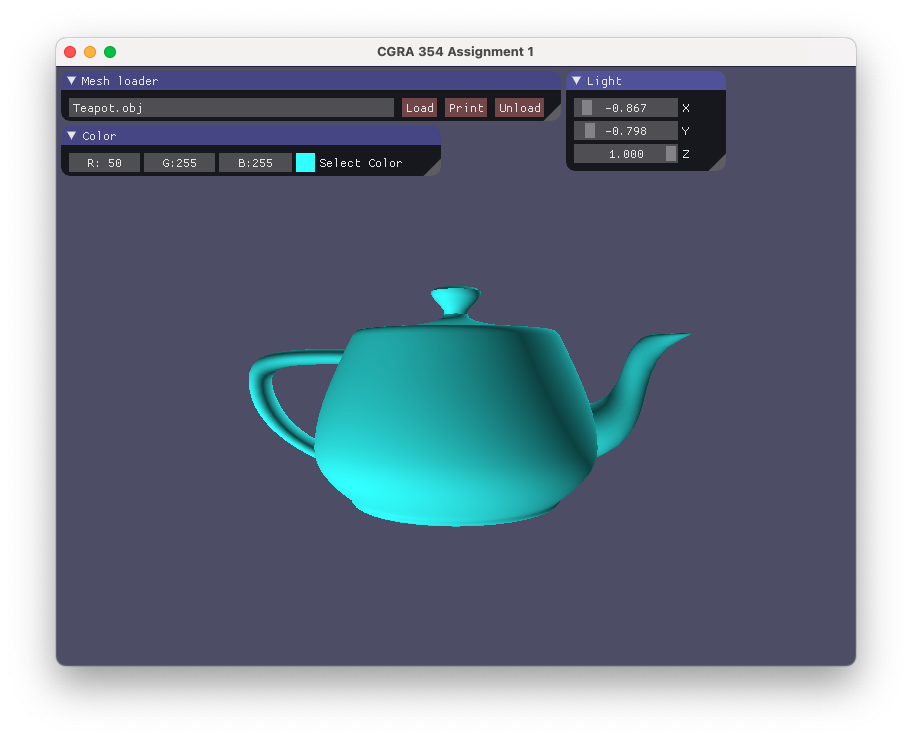 CGRA 354 Assignment 1
Mesh loader
Teapot.obj Load Print Unload
Color
R: 50 G:255 B:255 Select Color
Light
-0.867 X
-0.798 Y
1.000 Z